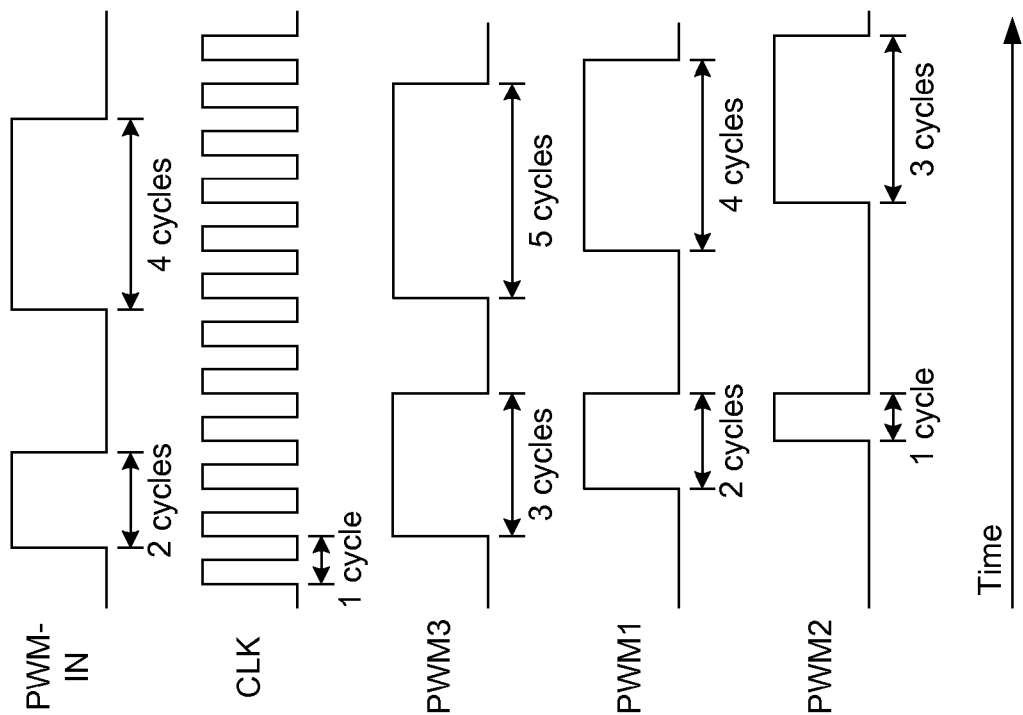 PWM-
IN
2 cycles
4 cycles
CLK
1 cycle
PWM3
3 cycles
5 cycles
PWM1
2 cycles
4 cycles
PWM2
1 cycle
3 cycles
Time